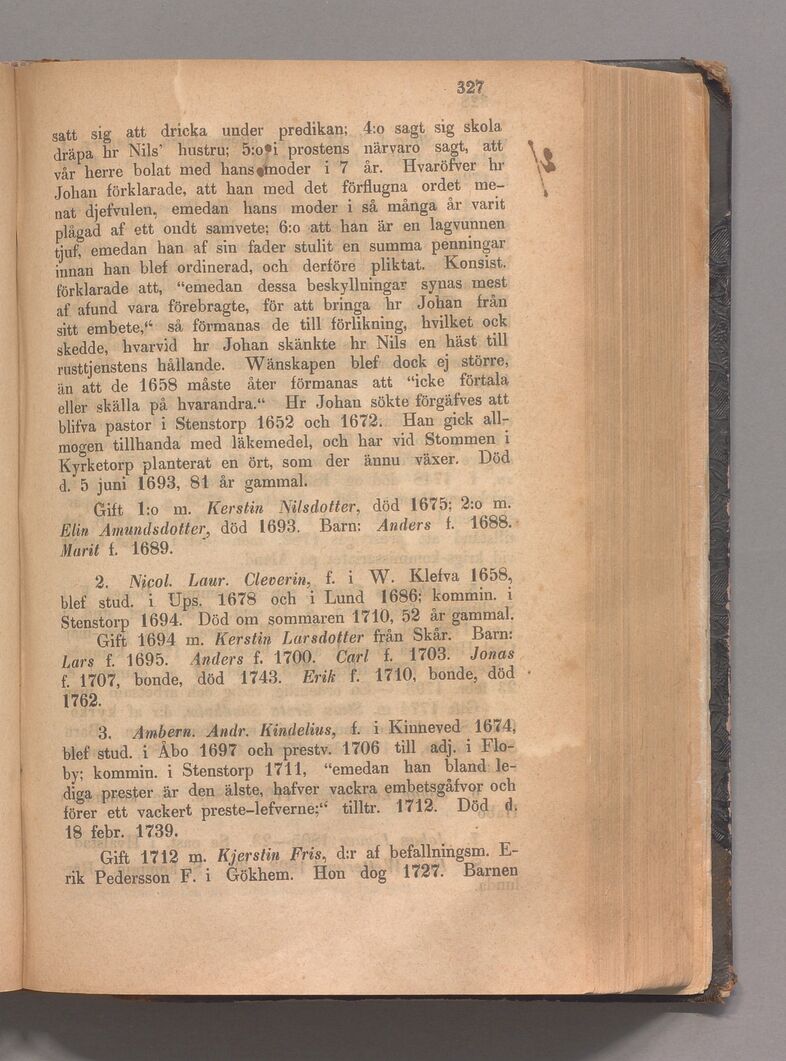 327
satt sig att dricka under predikan; 4:o sagt sig skola
dräpa hr Nils' hustru; 5:o i prostens närvaro sagt, att
vår herre bolat med hans moder i 7 år. Hvaröfver hr
Johan förklarade, att han med det förflugna ordet me-
nat djefvulen, emedan hans moder i så många år varit
plågad af ett ondt samvete; 6:o att han är en lagvunnen
tjuf, emedan han af sin fader stulit en summa penningar
innan han blef ordinerad, och derföre pliktat. Konsist.
förklarade att, “emedan dessa beskyllningar synas mest
af afund vara förebragte, för att bringa hr Johan från
sitt embete,“ så förmanas de till förlikning, hvilket ock
skedde, hvarvid hr Johan skänkte hr Nils en häst till
rusttjenstens hållande. Wänskapen blef dock ej större,
än att de 1658 måste åter förmanas att “icke förtala
eller skälla på hvarandra.“ Hr Johan sökte förgäfves att
blifva pastor i Stenstorp 1652 och 1672. Han gick all-
mogen tillhanda med läkemedel, och har vid Stommen i
Kyrketorp planterat en ört, som der ännu växer. Död
d. 5 juni 1693, 81 år gammal.
Gift 1:o m. Kerstin Nilsdotter, död 1675; 2:o m.
Elin Amundsdotter, död 1693. Barn: Anders f. 1688.
Marit f. 1689.
2. Nicol. Laur. Cleverin, f. i W. Klefva 1658,
blef stud. i Ups. 1678 och i Lund 1686; kommin. i
Stenstorp 1694. Död om sommaren 1710, 52 år gammal.
Gift 1694 m. Kerstin Larsdotter från Skår. Barn:
Lars f. 1695. Anders f. 1700. Carl f. 1703. Jonas
f. 1707, bonde, död 1743. Erik f. 1710, bonde, död
1762.
3. Ambern. Andr. Kindelius, f. i Kinneved 1674,
blef stud. i Åbo 1697 och prestv. 1706 till adj. i Flo-
by; kommin. i Stenstorp 1711, “emedan han bland le-
diga prester är den älste, hafver vackra embetsgåfvor och
förer ett vackert preste-lefverne;“ tilltr. 1712. Död d.
18 febr. 1739.
Gift 1712 m. Kjerstin Fris, d:r af befallningsm. E-
rik Pedersson F. i Gökhem. Hon dog 1727. Barnen